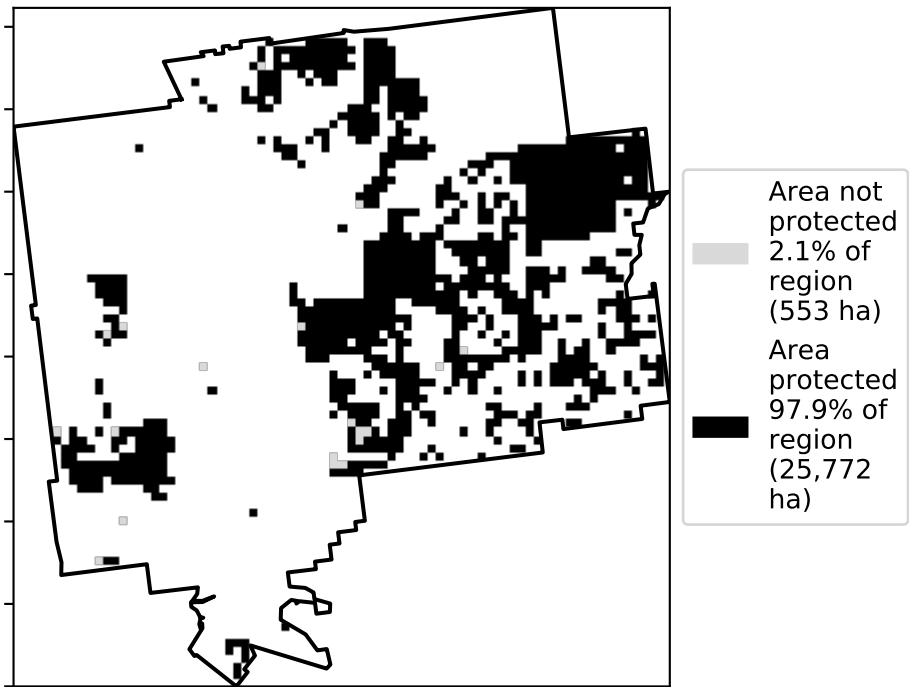 Area not
protected
2.1% of
region
(553 ha)
Area
protected
97.9% of
region
(25,772
ha)